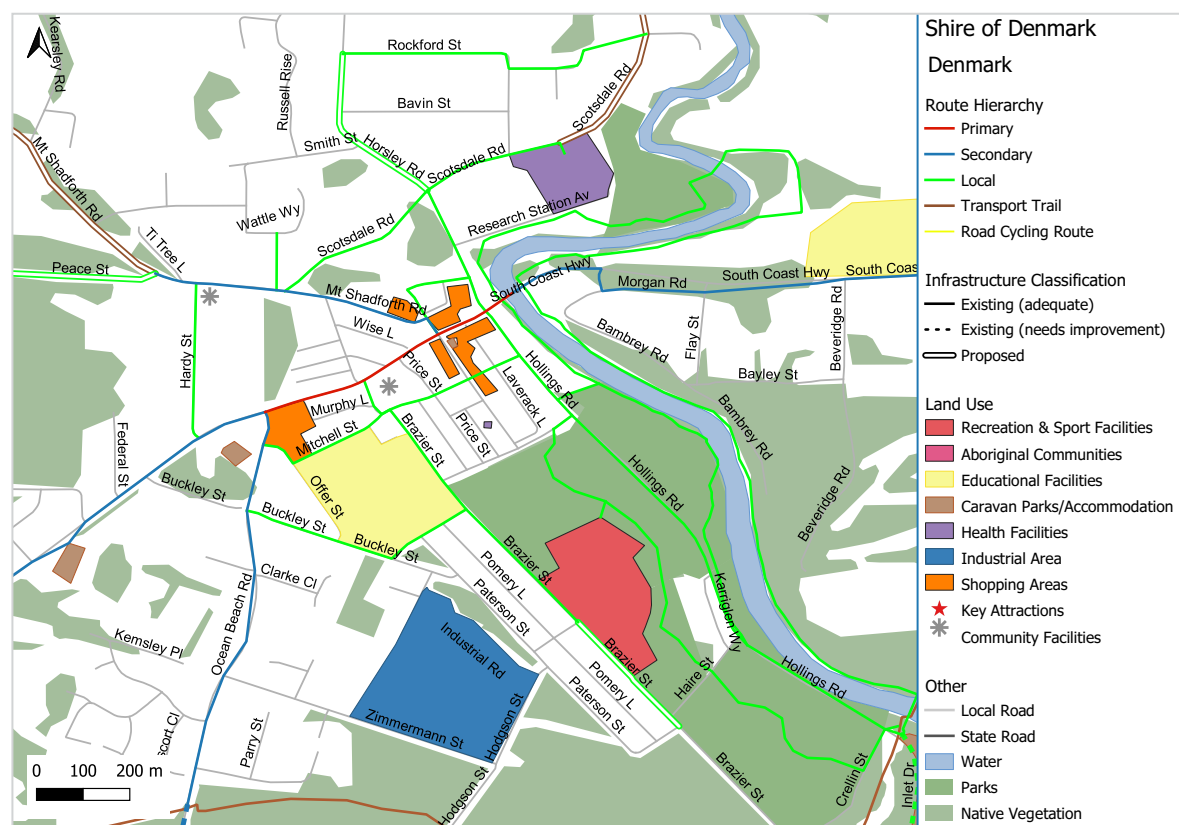 Kearsley Rd
Rockford St
Russell Rise
Bavin St
Scotsdale Rd
Smith St
Horsley Rd
Scotsdale Rd
Mt Shadforth Rd
Wattle Wy
Research Station Av
Scotsdale Rd
Ti Tree L
Peace St
South Coast Hwy
South Coast Hwy
South Coas
Morgan Rd
Mt Shadforth Rd
Wise L
Bambrey Rd
Flay St
Beveridge Rd
Hardy St
Price St
Hollings Rd
Laverack L
Bayley St
Murphy L
Mitchell St
Brazier St
Price St
Bambrey Rd
Federal St
Buckley St
Offer St
Hollings Rd
Beveridge Rd
Buckley St
Buckley St
Brazier St
Clarke Cl
Pomery L
Paterson St
Karriglen Wy
Ocean Beach Rd
Kemsley Pl
Industrial Rd
Brazier St
Haire St
Hollings Rd
Pomery L
Paterson St
Zimmermann St
Hodgson St
scort Cl
Parry St
Hodgson St
Brazier St
Crellin St
Inlet Dr
0 100 200 m
Shire of Denmark
Denmark
Route Hierarchy
Primary
Secondary
Local
Transport Trail
Road Cycling Route
Infrastructure Classification
Existing (adequate)
Existing (needs improvement)
Proposed
Land Use
Recreation & Sport Facilities
Aboriginal Communities
Educational Facilities
Caravan Parks/Accommodation
Health Facilities
Industrial Area
Shopping Areas
Key Attractions
Community Facilities
Other
Local Road
State Road
Water
Parks
Native Vegetation